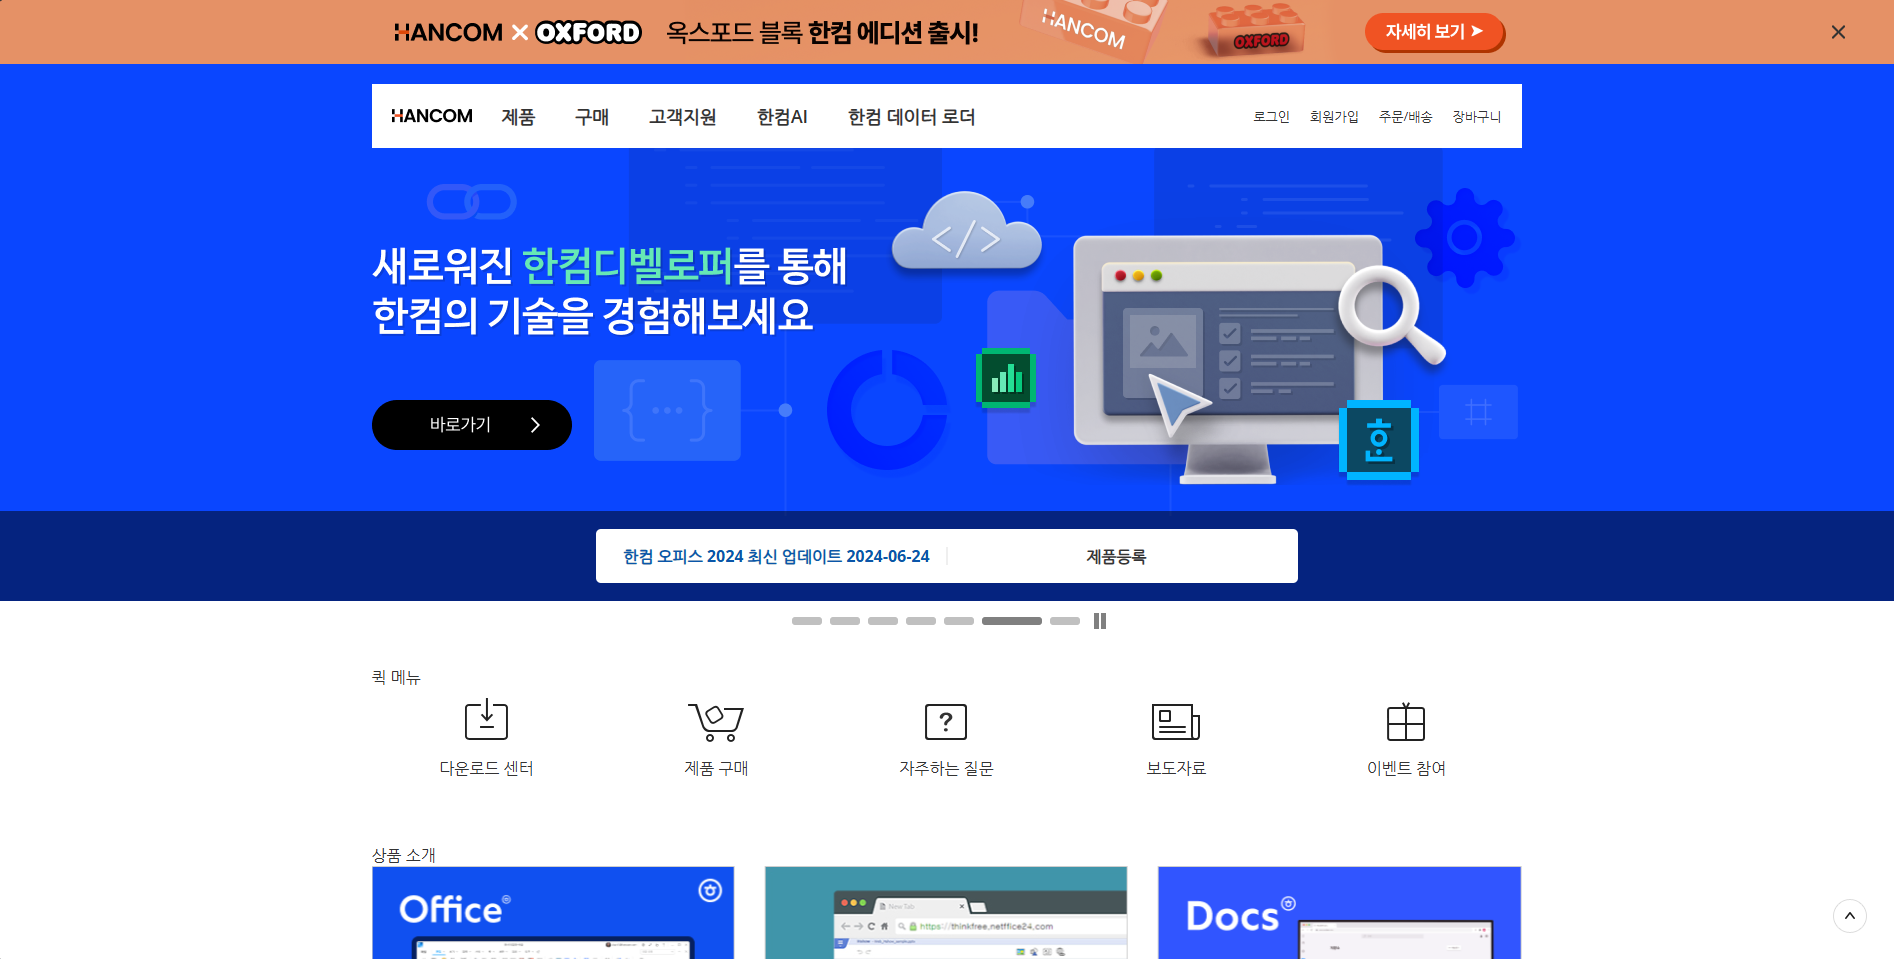 HANCOM × OXFORD 옥스포드 블록 한컴 에디션 출시!
HANCOM
OXFORD
자세히 보기 ➤
HANCOM 제품 구매 고객지원 한컴AI 한컴 데이터 로더 로그인 회원가입 주문/배송 장바구니
새로워진 한컴디벨로퍼를 통해
한컴의 기술을 경험해보세요
바로가기
한컴 오피스 2024 최신 업데이트 2024-06-24 제품등록
퀵 메뉴
다운로드 센터 제품 구매 자주하는 질문 보도자료 이벤트 참여
상품 소개
Office
New Tab
https://thinkfree.netffice24.com
Docs